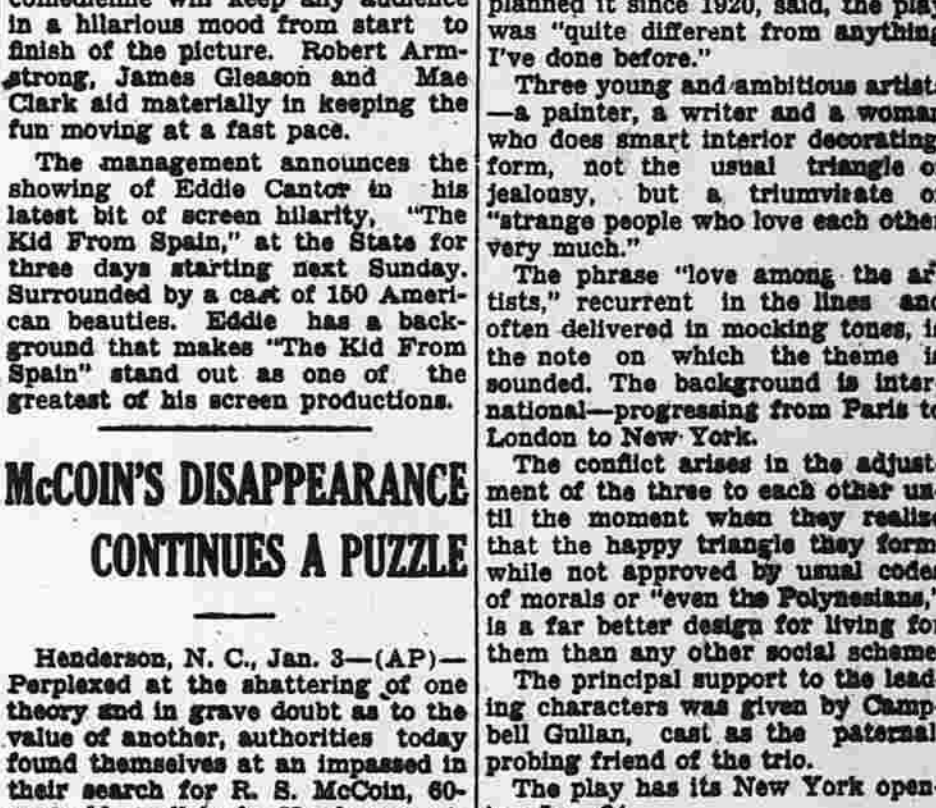 in a hilarious mood from start to
finish of the picture. Robert Arm-
strong, James Gleason and Mae
Clark aid materially in keeping the
fun moving at a fast pace.
The management announces the
showing of Eddie Cantor in his
latest bit of screen hilarity, "The
Kid From Spain," at the State for
three days starting next Sunday.
Surrounded by a cast of 150 Ameri-
can beauties. Eddie has a back-
ground that makes "The Kid From
Spain" stand out as one of the
greatest of his screen productions.
McCOIN'S DISAPPEARANCE
CONTINUES A PUZZLE
Henderson, N. C., Jan. 3—(AP)—
Perplexed at the shattering of one
theory and in grave doubt as to the
value of another, authorities today
found themselves at an impassed in
their search for R. S. McCoin, 60-
planned it since 1920, said, the play
was "quite different from anything
I've done before."
Three young and ambitious artist
—a painter, a writer and a woman
who does smart interior decorating
form, not the usual triangle o
jealousy, but a triumvirate o
"strange people who love each other
very much."
The phrase "love among the ar
tists," recurrent in the lines and
often delivered in mocking tones, i
the note on which the theme i
sounded. The background is inter
national—progressing from Paris to
London to New York.
The conflict arises in the adjust
ment of the three to each other un
til the moment when they realize
that the happy triangle they form
while not approved by usual codes
of morals or "even the Polynesians,"
is a far better design for living for
them than any other social scheme
The principal support to the lead
ing characters was given by Camp
bell Gullan, cast as the paternal
probing friend of the trio.
The play has its New York open-